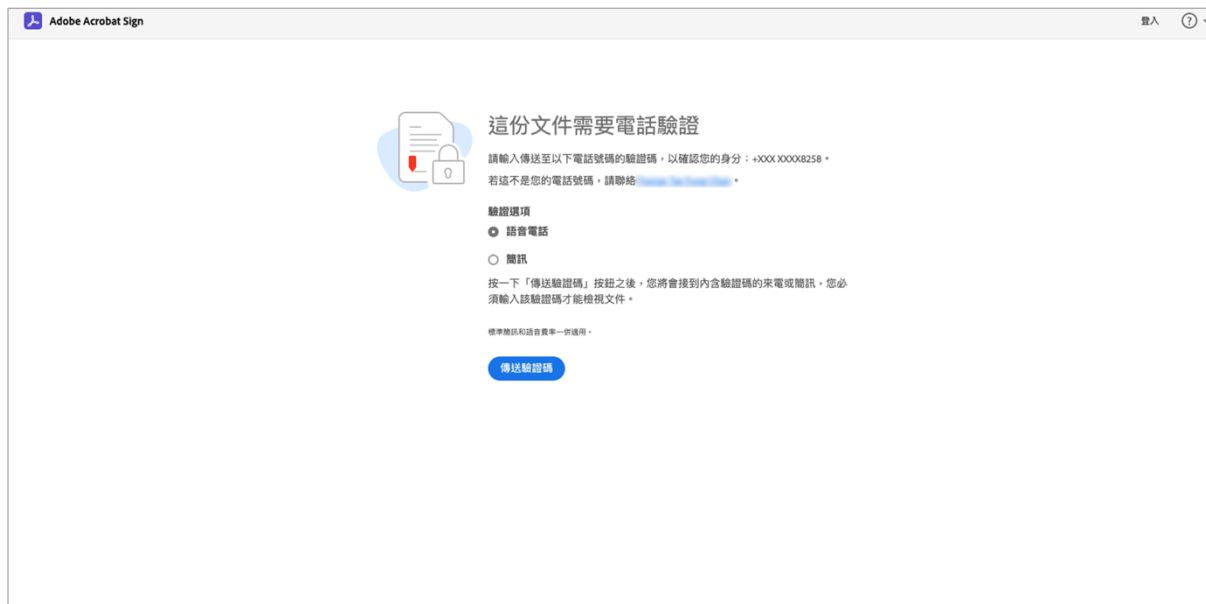 Adobe Acrobat Sign
登入
?
這份文件需要電話驗證
請輸入傳送至以下電話號碼的驗證碼，以確認您的身分：+XXX XXXX8258。
若這不是您的電話號碼，請聯絡 。
驗證選項
語音電話
簡訊
按一下「傳送驗證碼」按鈕之後，您將會接到內含驗證碼的來電或簡訊，您必
須輸入該驗證碼才能檢視文件。
標準簡訊和語音費率一併適用。
傳送驗證碼